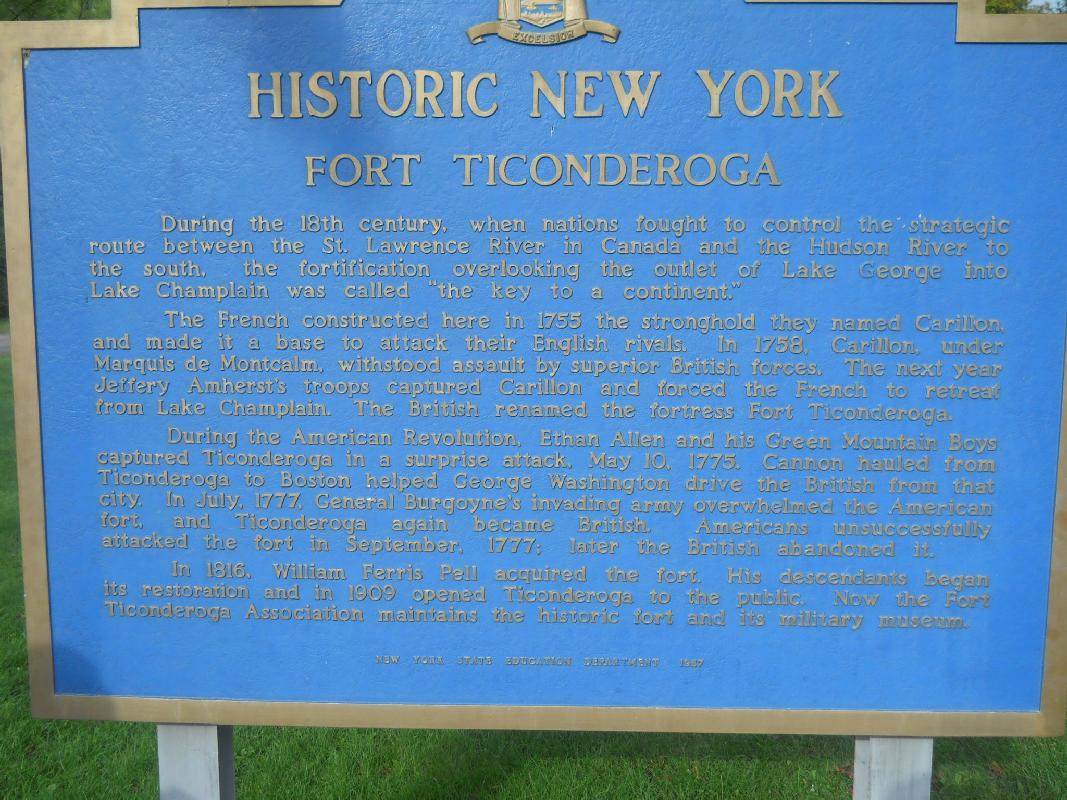 EXCELSIOR
HISTORIC NEW YORK
FORT TICONDEROGA
During the 18th century, when nations fought to control the strategic
route between the St. Lawrence River in Canada and the Hudson River to
the south, the fortification overlooking the outlet of Lake George into
Lake Champlain was called "the key to a continent."
The French constructed here in 1755 the stronghold they named Carillon,
and made it a base to attack their English rivals. In 1758, Carillon, under
Marquis de Montcalm, withstood assault by superior British forces. The next year
Jeffery Amherst's troops captured Carillon and forced the French to retreat
from Lake Champlain. The British renamed the fortress Fort Ticonderoga.
During the American Revolution, Ethan Allen and his Green Mountain Boys
captured Ticonderoga in a surprise attack, May 10, 1775. Cannon hauled from
Ticonderoga to Boston helped George Washington drive the British from that
city. In July, 1777, General Burgoyne's invading army overwhelmed the American
fort, and Ticonderoga again became British. Americans unsuccessfully
attacked the fort in September, 1777; later the British abandoned it.
In 1816, William Ferris Pell acquired the fort. His descendants began
its restoration and in 1909 opened Ticonderoga to the public. Now the Fort
Ticonderoga Association maintains the historic fort and its military museum.
NEW YORK STATE EDUCATION DEPARTMENT 1967